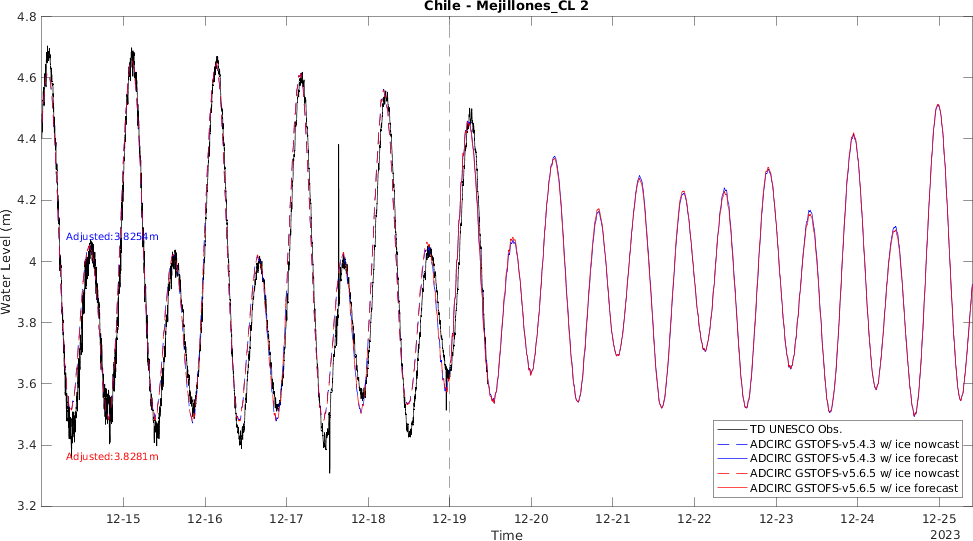 Chile - Mejillones_CL 2
4.8
4.6
4.4
4.2
4
3.8
3.6
3.4
3.2
Water Level (m)
Adjusted:3.8254m
Adjusted:3.8281m
TD UNESCO Obs.
ADCIRC GSTOFS-v5.4.3 w/ ice nowcast
ADCIRC GSTOFS-v5.4.3 w/ ice forecast
ADCIRC GSTOFS-v5.6.5 w/ ice nowcast
ADCIRC GSTOFS-v5.6.5 w/ ice forecast
12-15 12-16 12-17 12-18 12-19 12-20 12-21 12-22 12-23 12-24 12-25
Time
2023